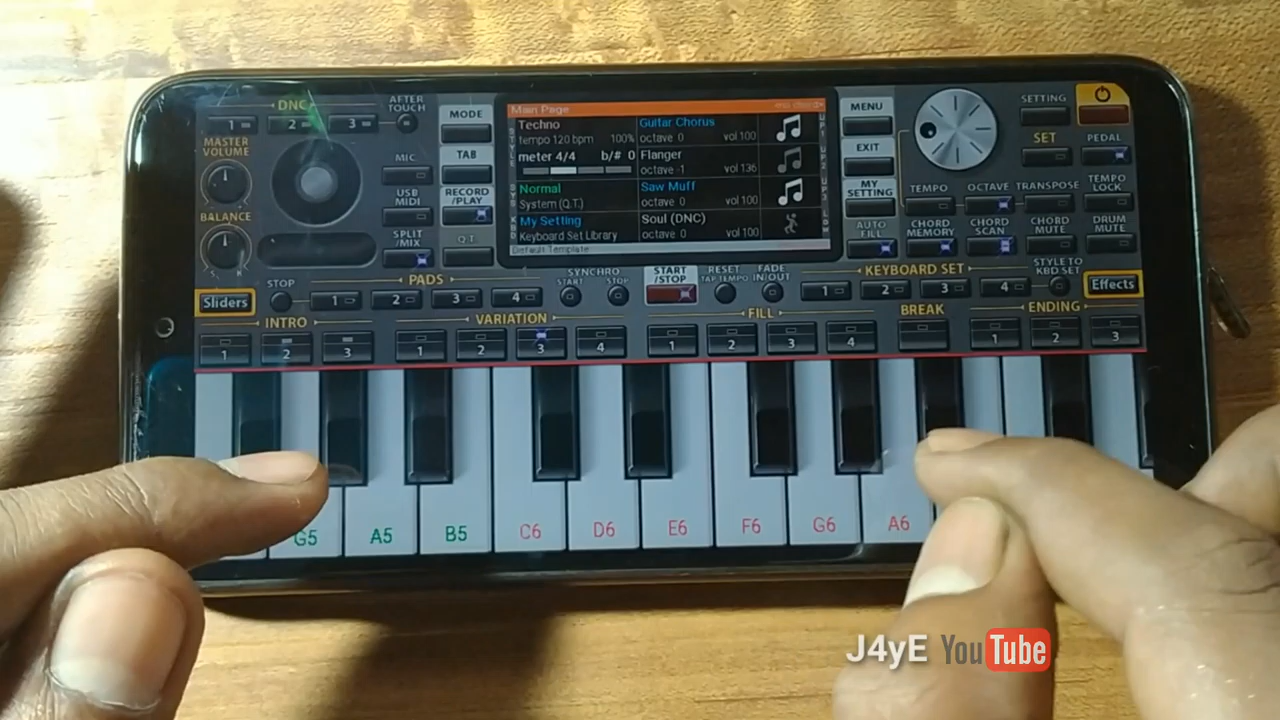 DNC
AFTER TOUCH
1 2 3
MASTER VOLUME
BALANCE
MIC
USB MIDI
SPLIT /MIX
MODE
TAB
RECORD /PLAY
Q.T.
Main Page
Techno
tempo 120 bpm 100%
meter 4/4 b/# 0
Normal
System (Q.T.)
My Setting
Keyboard Set Library
Default Template
Guitar Chorus
octave 0 vol 100
Flanger
octave -1 vol 136
Saw Muff
octave 0 vol 100
Soul (DNC)
octave 0 vol 100
MENU
EXIT
MY SETTING
AUTO FILL
SETTING
SET
PEDAL
TEMPO OCTAVE TRANSPOSE TEMPO LOCK
CHORD MEMORY CHORD SCAN CHORD MUTE DRUM MUTE
Sliders
STOP
PADS
1 2 3 4
SYNCHRO
START STOP
START /STOP
RESET
TAP TEMPO
FADE IN/OUT
KEYBOARD SET
1 2 3 4
STYLE TO KBD SET
Effects
INTRO
1 2 3
VARIATION
1 2 3 4
FILL
1 2 3 4
BREAK
ENDING
1 2 3
G5 A5 B5 C6 D6 E6 F6 G6 A6
J4yE YouTube